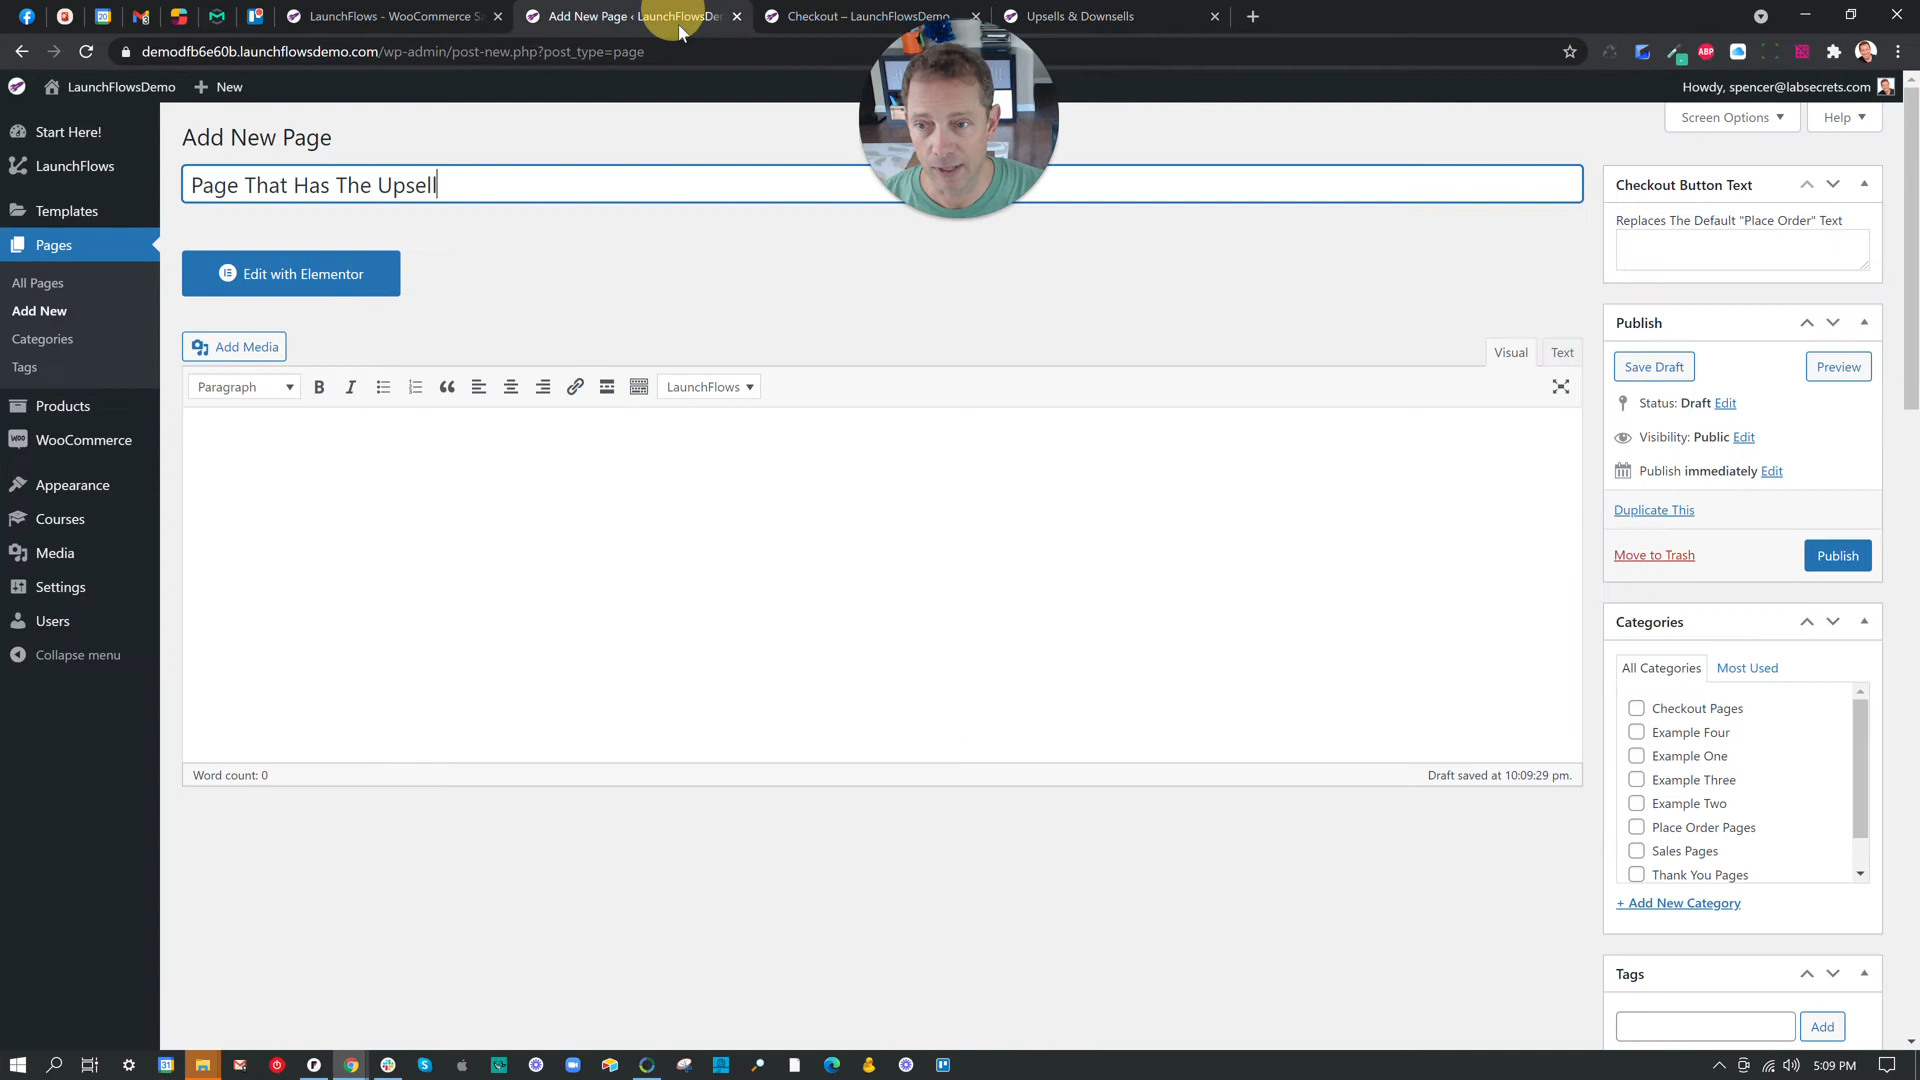 LaunchFlows - WooCommerce Sa
Add New Page ‹ LaunchFlowsDe
Checkout – LaunchFlowsDemo
Upsells & Downsells
demodfb6e60b.launchflowsdemo.com/wp-admin/post-new.php?post_type=page
LaunchFlowsDemo
New
Howdy, spencer@labsecrets.com
Start Here!
LaunchFlows
Templates
Pages
All Pages
Add New
Categories
Tags
Products
WooCommerce
Appearance
Courses
Media
Settings
Users
Collapse menu
Screen Options
Help
Add New Page
Page That Has The Upsell
Edit with Elementor
Add Media
Visual
Text
Paragraph
LaunchFlows
Word count: 0
Draft saved at 10:09:29 pm.
Checkout Button Text
Replaces The Default "Place Order" Text
Publish
Save Draft
Preview
Status: Draft Edit
Visibility: Public Edit
Publish immediately Edit
Duplicate This
Move to Trash
Publish
Categories
All Categories
Most Used
Checkout Pages
Example Four
Example One
Example Three
Example Two
Place Order Pages
Sales Pages
Thank You Pages
+ Add New Category
Tags
Add
5:09 PM